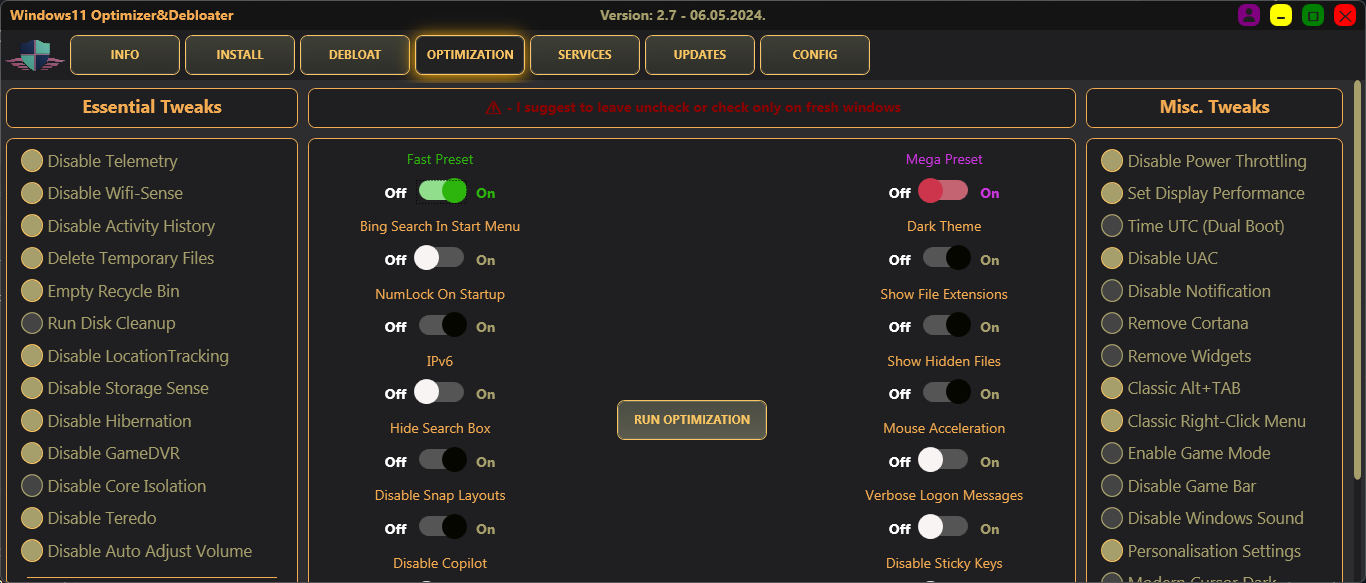 Windows11 Optimizer&Debloater
Version: 2.7 - 06.05.2024.
INFO
INSTALL
DEBLOAT
OPTIMIZATION
SERVICES
UPDATES
CONFIG
Essential Tweaks
- I suggest to leave uncheck or check only on fresh windows
Misc. Tweaks
Disable Telemetry
Disable Wifi-Sense
Disable Activity History
Delete Temporary Files
Empty Recycle Bin
Run Disk Cleanup
Disable LocationTracking
Disable Storage Sense
Disable Hibernation
Disable GameDVR
Disable Core Isolation
Disable Teredo
Disable Auto Adjust Volume
Fast Preset
Off On
Bing Search In Start Menu
Off On
NumLock On Startup
Off On
IPv6
Off On
Hide Search Box
Off On
Disable Snap Layouts
Off On
Disable Copilot
RUN OPTIMIZATION
Mega Preset
Off On
Dark Theme
Off On
Show File Extensions
Off On
Show Hidden Files
Off On
Mouse Acceleration
Off On
Verbose Logon Messages
Off On
Disable Sticky Keys
Disable Power Throttling
Set Display Performance
Time UTC (Dual Boot)
Disable UAC
Disable Notification
Remove Cortana
Remove Widgets
Classic Alt+TAB
Classic Right-Click Menu
Enable Game Mode
Disable Game Bar
Disable Windows Sound
Personalisation Settings
Modern Cursor Dark